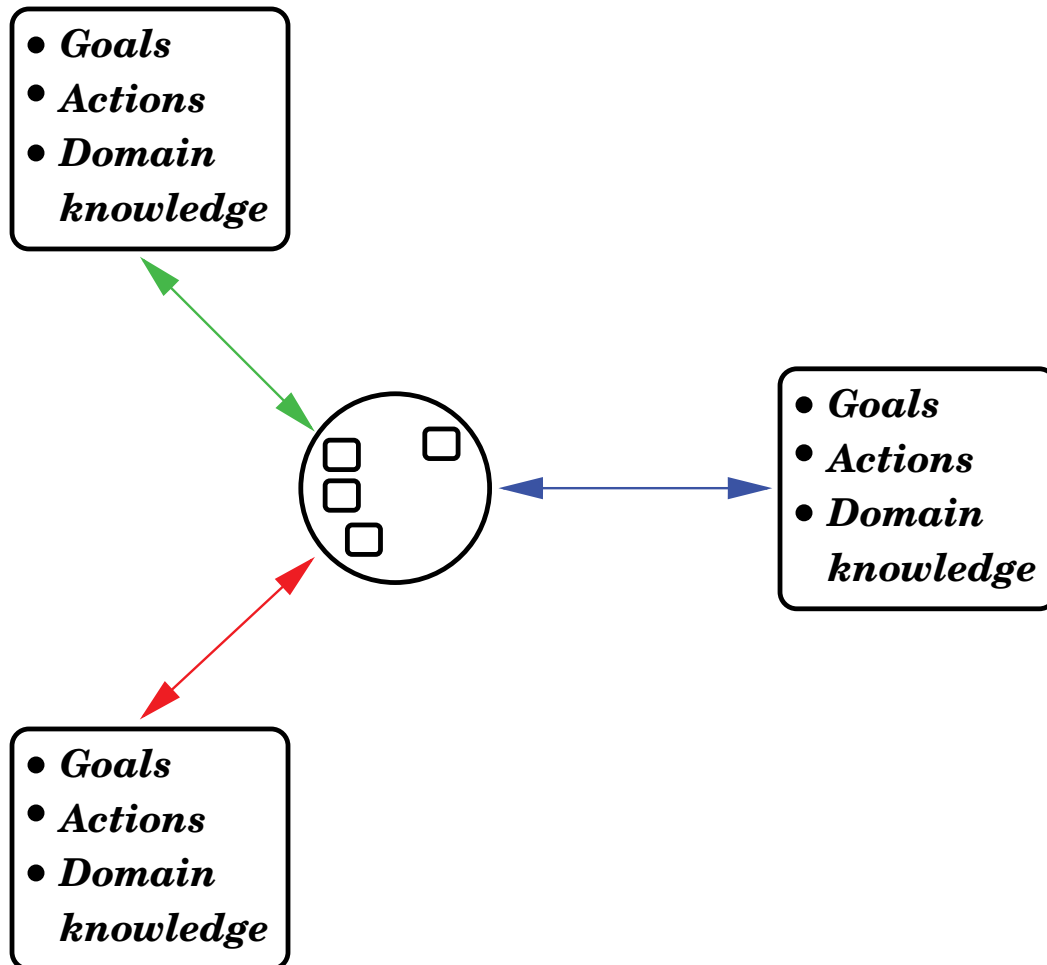 • Goals
• Actions
• Domain
knowledge
• Goals
• Actions
• Domain
knowledge
• Goals
• Actions
• Domain
knowledge